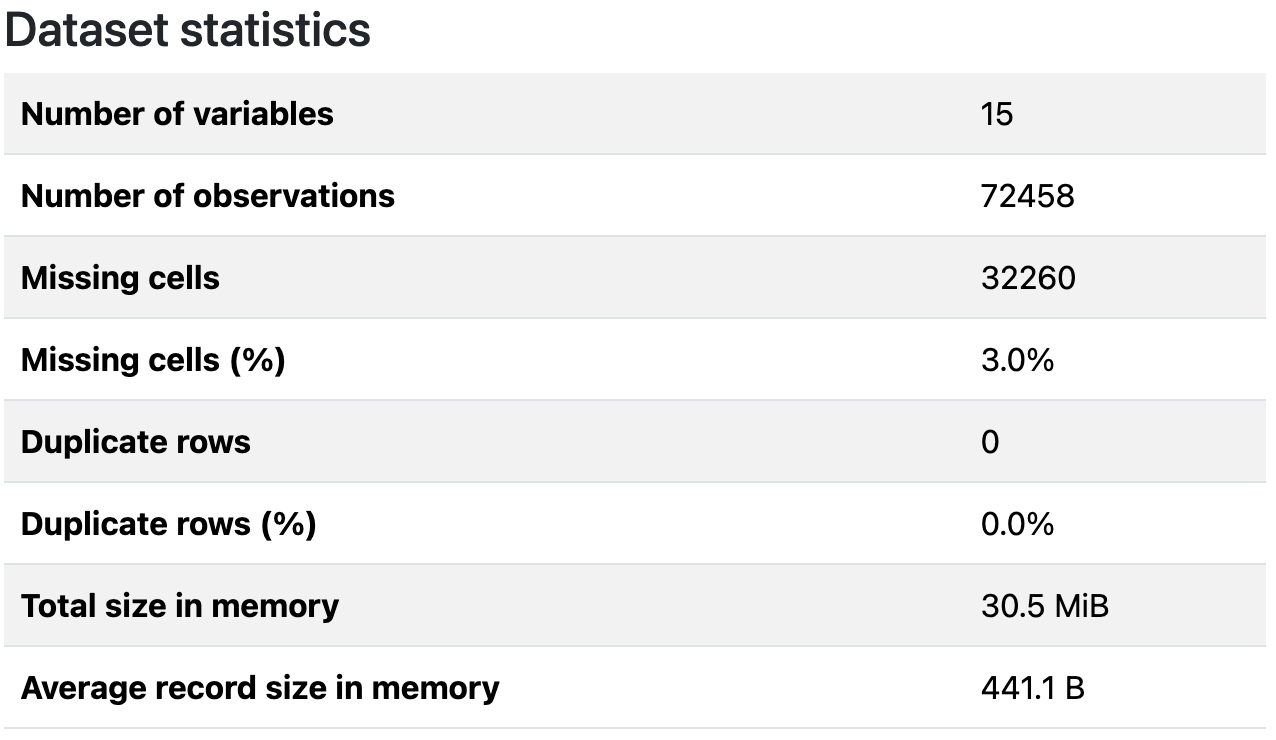 Dataset statistics
Number of variables 15
Number of observations 72458
Missing cells 32260
Missing cells (%) 3.0%
Duplicate rows 0
Duplicate rows (%) 0.0%
Total size in memory 30.5 MiB
Average record size in memory 441.1 B